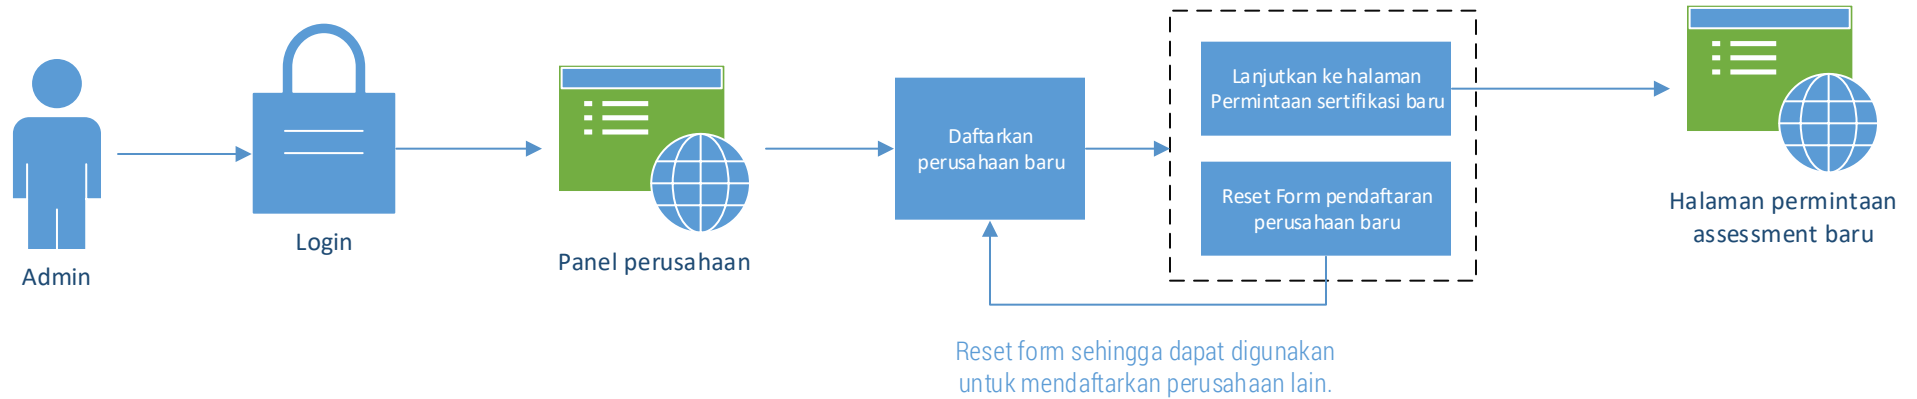 Admin
Login
Panel perusahaan
Daftarkan
perusahaan baru
Lanjutkan ke halaman
Permintaan sertifikasi baru
Reset Form pendaftaran
perusahaan baru
Halaman permintaan
assessment baru
Reset form sehingga dapat digunakan
untuk mendaftarkan perusahaan lain.